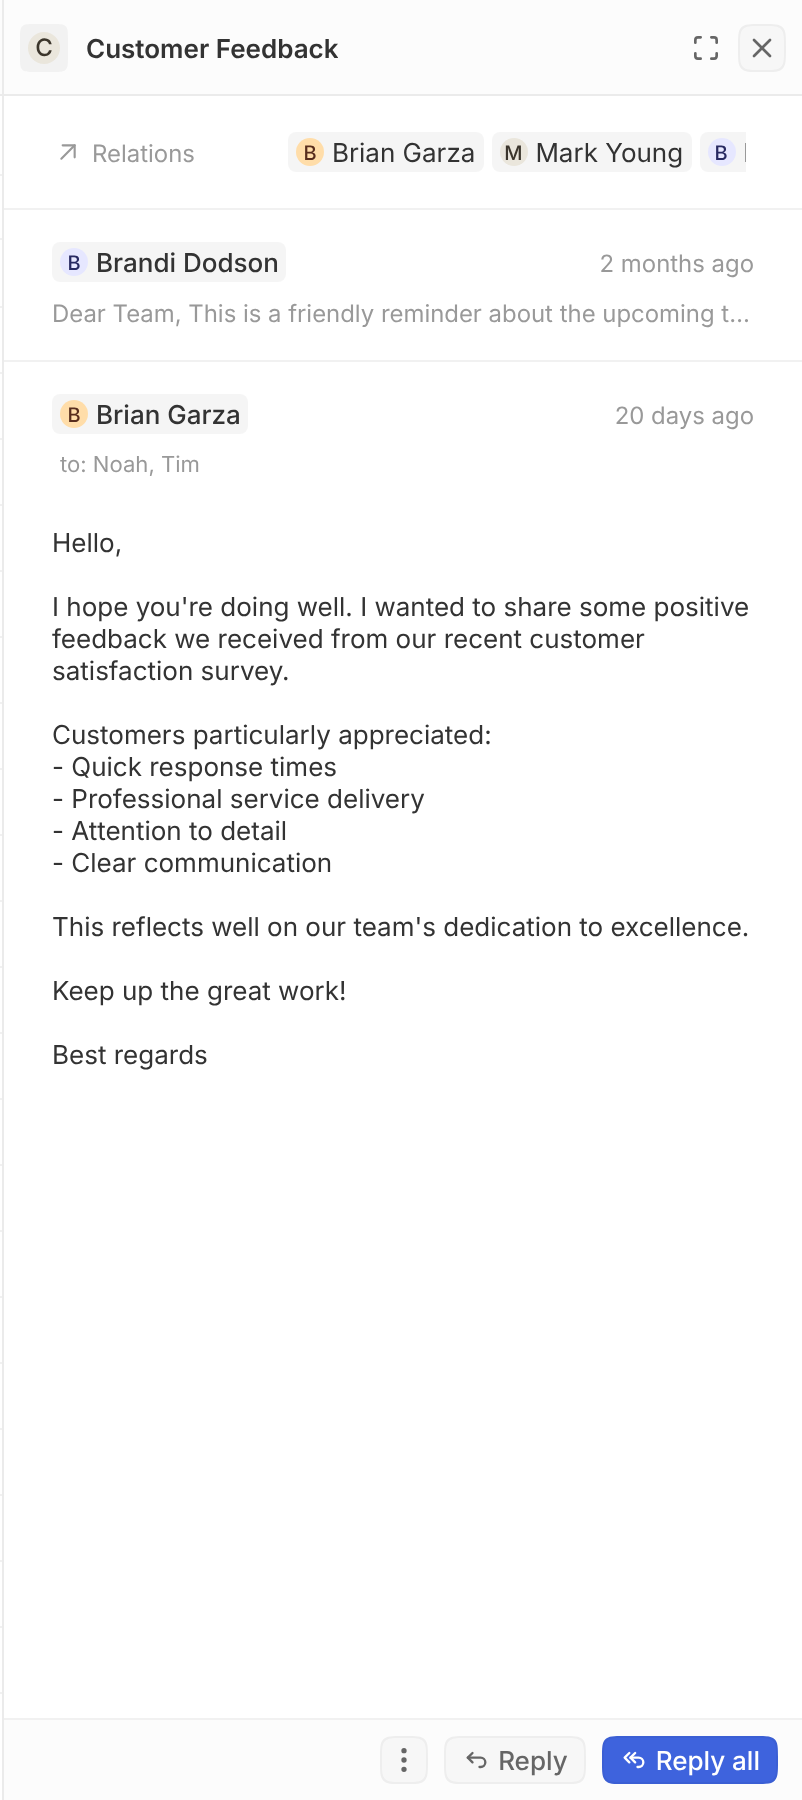 C Customer Feedback
Relations B Brian Garza M Mark Young B
B Brandi Dodson 2 months ago
Dear Team, This is a friendly reminder about the upcoming t...
B Brian Garza 20 days ago
to: Noah, Tim
Hello,
I hope you're doing well. I wanted to share some positive
feedback we received from our recent customer
satisfaction survey.
Customers particularly appreciated:
- Quick response times
- Professional service delivery
- Attention to detail
- Clear communication
This reflects well on our team's dedication to excellence.
Keep up the great work!
Best regards
Reply Reply all